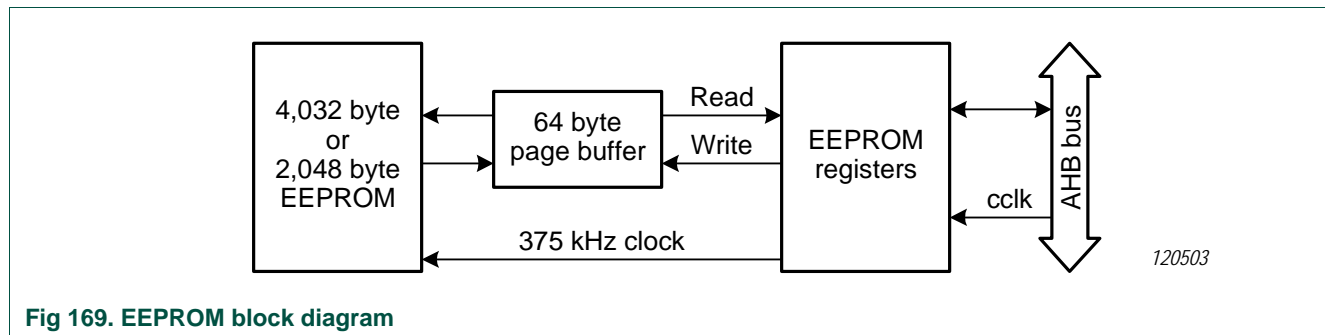 4,032 byte
or
2,048 byte
EEPROM
64 byte
page buffer
Read
Write
EEPROM
registers
AHB bus
cclk
375 kHz clock
120503
Fig 169. EEPROM block diagram